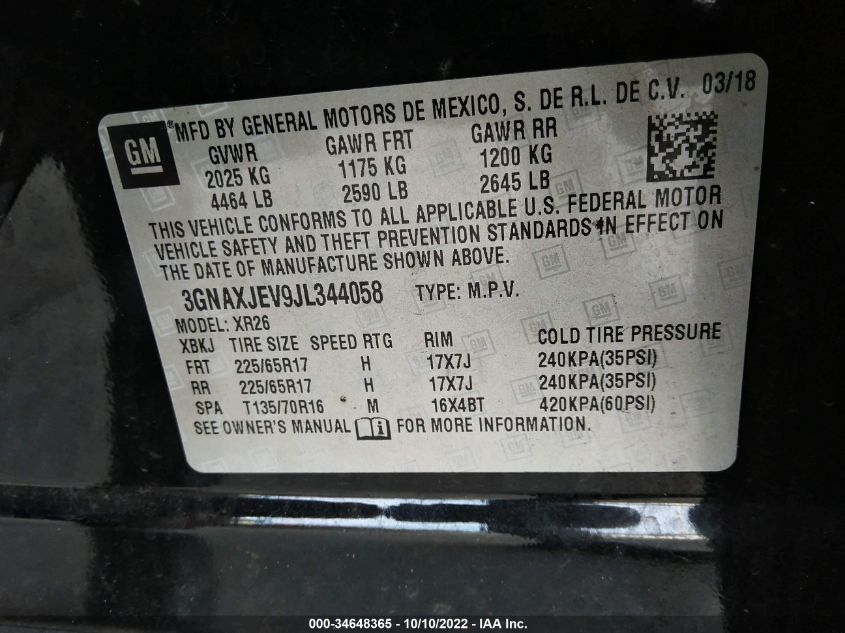 GM ® MFD BY GENERAL MOTORS DE MEXICO, S. DE R.L. DE C.V. 03/18
GVWR GAWR FRT GAWR RR
2025 KG 1175 KG 1200 KG
4464 LB 2590 LB 2645 LB
THIS VEHICLE CONFORMS TO ALL APPLICABLE U.S. FEDERAL MOTOR
VEHICLE SAFETY AND THEFT PREVENTION STANDARDS IN EFFECT ON
THE DATE OF MANUFACTURE SHOWN ABOVE.
3GNAXJEV9JL344058 TYPE: M.P.V.
MODEL: XR26
XBKJ TIRE SIZE SPEED RTG RIM COLD TIRE PRESSURE
FRT 225/65R17 H 17X7J 240KPA(35PSI)
RR 225/65R17 H 17X7J 240KPA(35PSI)
SPA T135/70R16 M 16X4BT 420KPA(60PSI)
SEE OWNER'S MANUAL i FOR MORE INFORMATION.
000-34648365 - 10/10/2022 - IAA Inc.